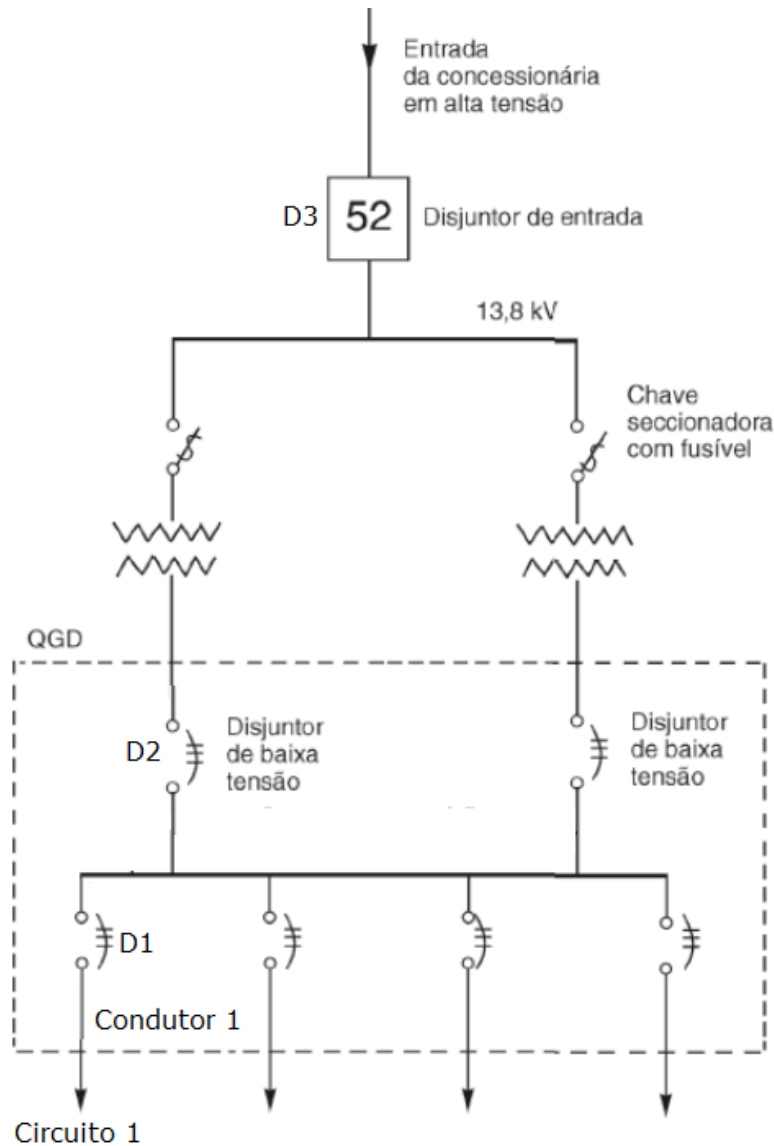 Entrada
da concessionária
em alta tensão
D3
52
Disjuntor de entrada
13,8 kV
Chave
seccionadora
com fusível
QGD
D2
Disjuntor
de baixa
tensão
Disjuntor
de baixa
tensão
D1
Condutor 1
Circuito 1